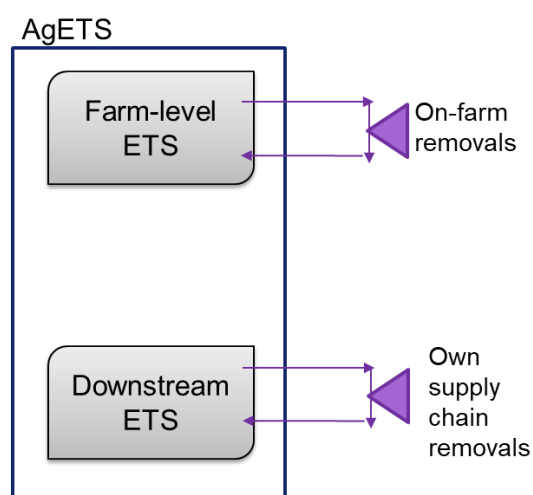 AgETS
Farm-level
ETS
On-farm
removals
Downstream
ETS
Own
supply
chain
removals